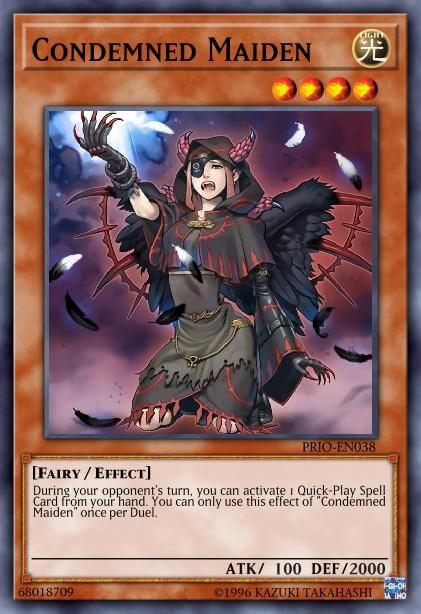 CONDEMNED MAIDEN
LIGHT
光
PRIO-EN038
[FAIRY / EFFECT]
During your opponent's turn, you can activate 1 Quick-Play Spell
Card from your hand. You can only use this effect of "Condemned
Maiden" once per Duel.
ATK/ 100 DEF/2000
68018709
©1996 KAZUKI TAKAHASHI